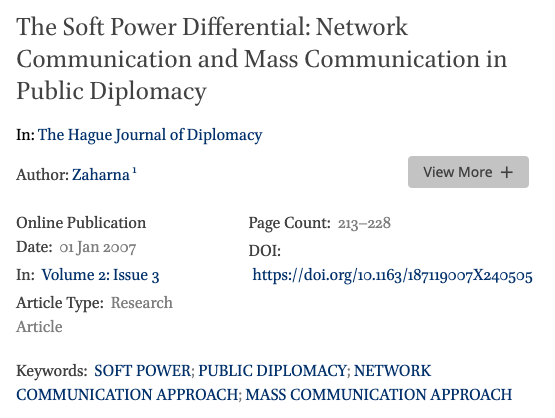 The Soft Power Differential: Network
Communication and Mass Communication in
Public Diplomacy
In: The Hague Journal of Diplomacy
Author: Zaharna 1
View More +
Online Publication
Date: 01 Jan 2007
In: Volume 2: Issue 3
Article Type: Research
Article
Page Count: 213–228
DOI:
https://doi.org/10.1163/187119007X240505
Keywords: SOFT POWER; PUBLIC DIPLOMACY; NETWORK
COMMUNICATION APPROACH; MASS COMMUNICATION APPROACH